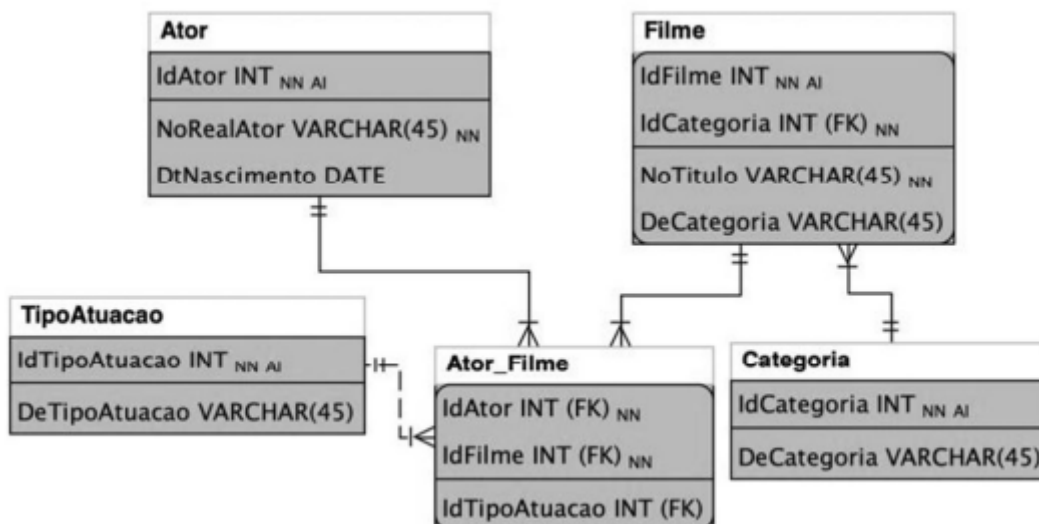 Ator
IdAtor INT NN AI
NoRealAtor VARCHAR(45) NN
DtNascimento DATE
Filme
IdFilme INT NN AI
IdCategoria INT (FK) NN
NoTitulo VARCHAR(45) NN
DeCategoria VARCHAR(45)
TipoAtuacao
IdTipoAtuacao INT NN AI
DeTipoAtuacao VARCHAR(45)
Ator_Filme
IdAtor INT (FK) NN
IdFilme INT (FK) NN
IdTipoAtuacao INT (FK)
Categoria
IdCategoria INT NN AI
DeCategoria VARCHAR(45)